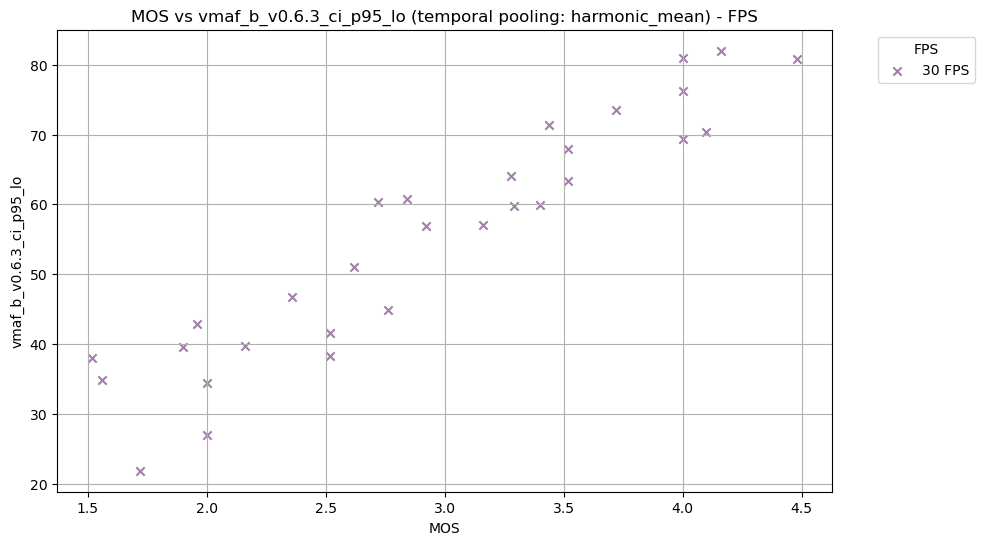 MOS vs vmaf_b_v0.6.3_ci_p95_lo (temporal pooling: harmonic_mean) - FPS
FPS
30 FPS
vmaf_b_v0.6.3_ci_p95_lo
80
70
60
50
40
30
20
1.5 2.0 2.5 3.0 3.5 4.0 4.5
MOS